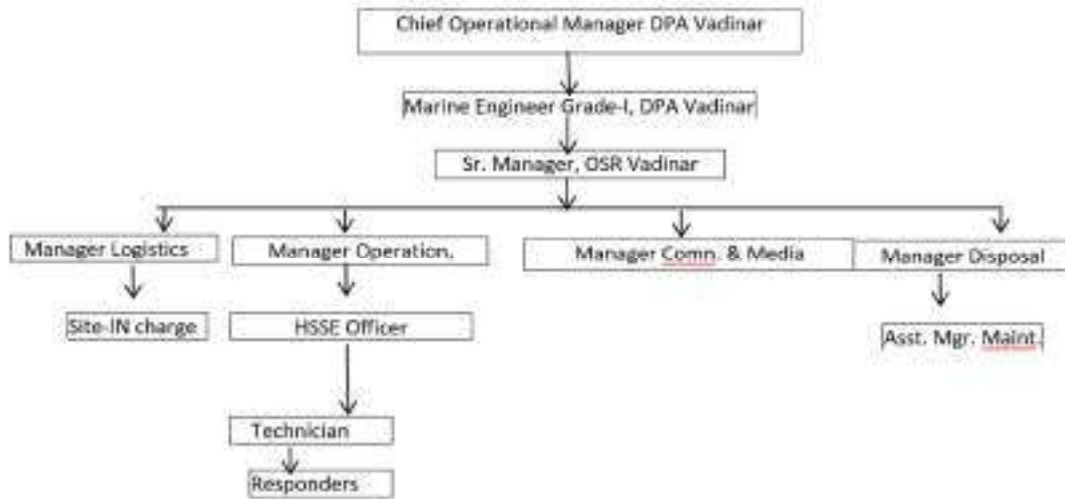 Chief Operational Manager DPA Vadinar
Marine Engineer Grade-I, DPA Vadinar
Sr. Manager, OSR Vadinar
Manager Logistics
Manager Operation,
Manager Comn. & Media
Manager Disposal
Site-IN charge
HSSE Officer
Asst. Mgr. Maint.
Technician
Responders